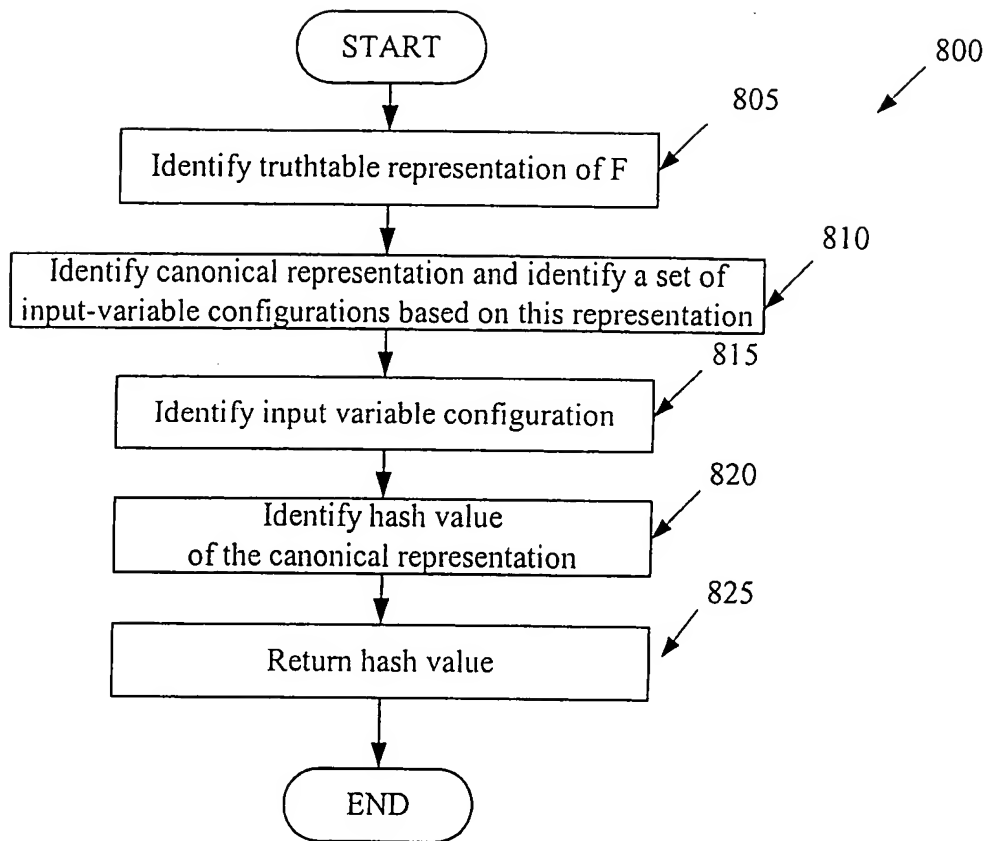 START
800
805
Identify truthtable representation of F
810
Identify canonical representation and identify a set of
input-variable configurations based on this representation
815
Identify input variable configuration
820
Identify hash value
of the canonical representation
825
Return hash value
END